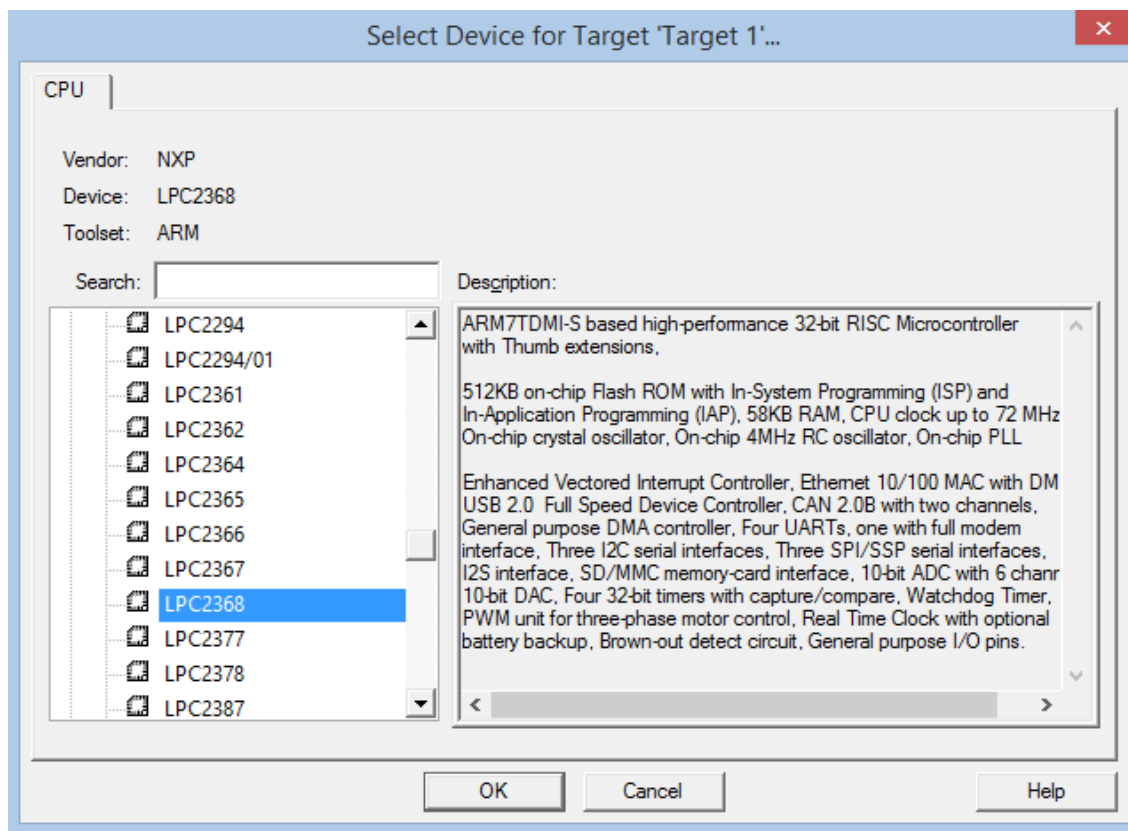 Select Device for Target 'Target 1'...
CPU
Vendor: NXP
Device: LPC2368
Toolset: ARM
Search:
LPC2294
LPC2294/01
LPC2361
LPC2362
LPC2364
LPC2365
LPC2366
LPC2367
LPC2368
LPC2377
LPC2378
LPC2387
Description:
ARM7TDMI-S based high-performance 32-bit RISC Microcontroller
with Thumb extensions,
512KB on-chip Flash ROM with In-System Programming (ISP) and
In-Application Programming (IAP), 58KB RAM, CPU clock up to 72 MHz
On-chip crystal oscillator, On-chip 4MHz RC oscillator, On-chip PLL
Enhanced Vectored Interrupt Controller, Ethernet 10/100 MAC with DM
USB 2.0 Full Speed Device Controller, CAN 2.0B with two channels,
General purpose DMA controller, Four UARTs, one with full modem
interface, Three I2C serial interfaces, Three SPI/SSP serial interfaces,
I2S interface, SD/MMC memory-card interface, 10-bit ADC with 6
10-bit DAC, Four 32-bit timers with capture/compare, Watchdog Timer,
PWM unit for three-phase motor control, Real Time Clock with optional
battery backup, Brown-out detect circuit, General purpose I/O pins.
OK
Cancel
Help